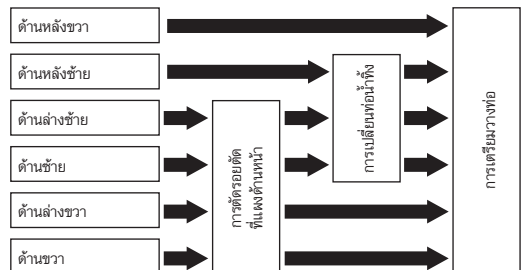 ด้านหลังขวา
ด้านหลังซ้าย
ด้านล่างซ้าย
ด้านซ้าย
ด้านล่างขวา
ด้านขวา
การตัดรอยตัด
ที่แผงด้านหน้า
การเปลี่ยนท่อน้ำทิ้ง
การเตรียมวางท่อ